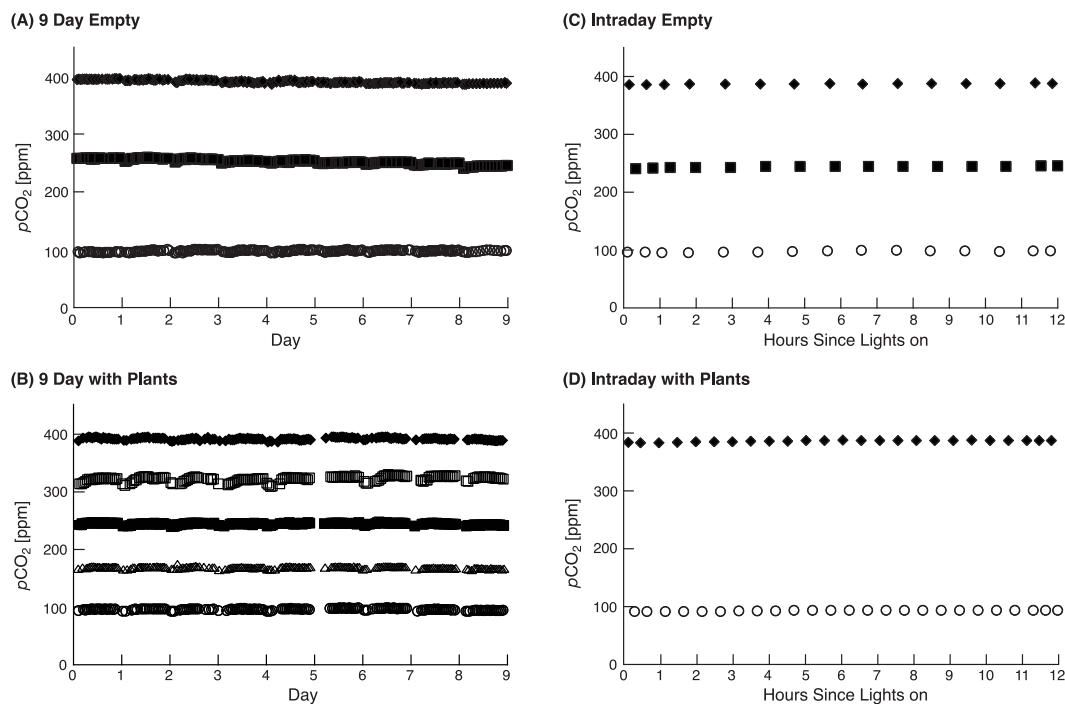 (A) 9 Day Empty
400
300
200
100
0
pCO₂ [ppm]
0 1 2 3 4 5 6 7 8 9
Day
(C) Intraday Empty
400
300
200
100
0
pCO₂ [ppm]
0 1 2 3 4 5 6 7 8 9 10 11 12
Hours Since Lights on
(B) 9 Day with Plants
400
300
200
100
0
pCO₂ [ppm]
0 1 2 3 4 5 6 7 8 9
Day
(D) Intraday with Plants
400
300
200
100
0
pCO₂ [ppm]
0 1 2 3 4 5 6 7 8 9 10 11 12
Hours Since Lights on